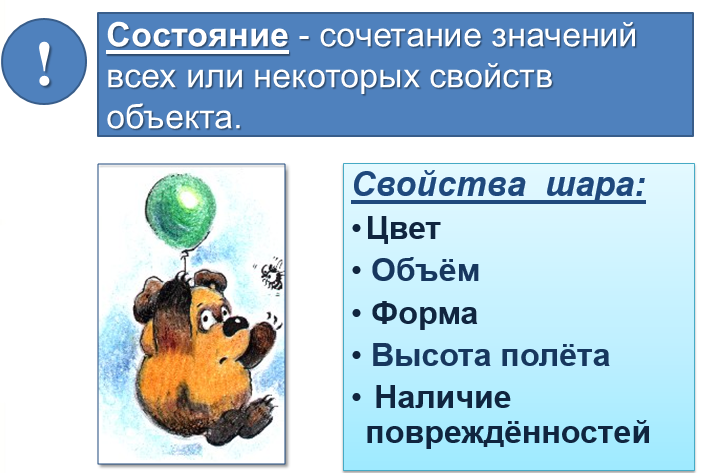 !
Состояние - сочетание значений
всех или некоторых свойств
объекта.
Свойства шара:
•Цвет
• Объём
• Форма
• Высота полёта
• Наличие
повреждённостей